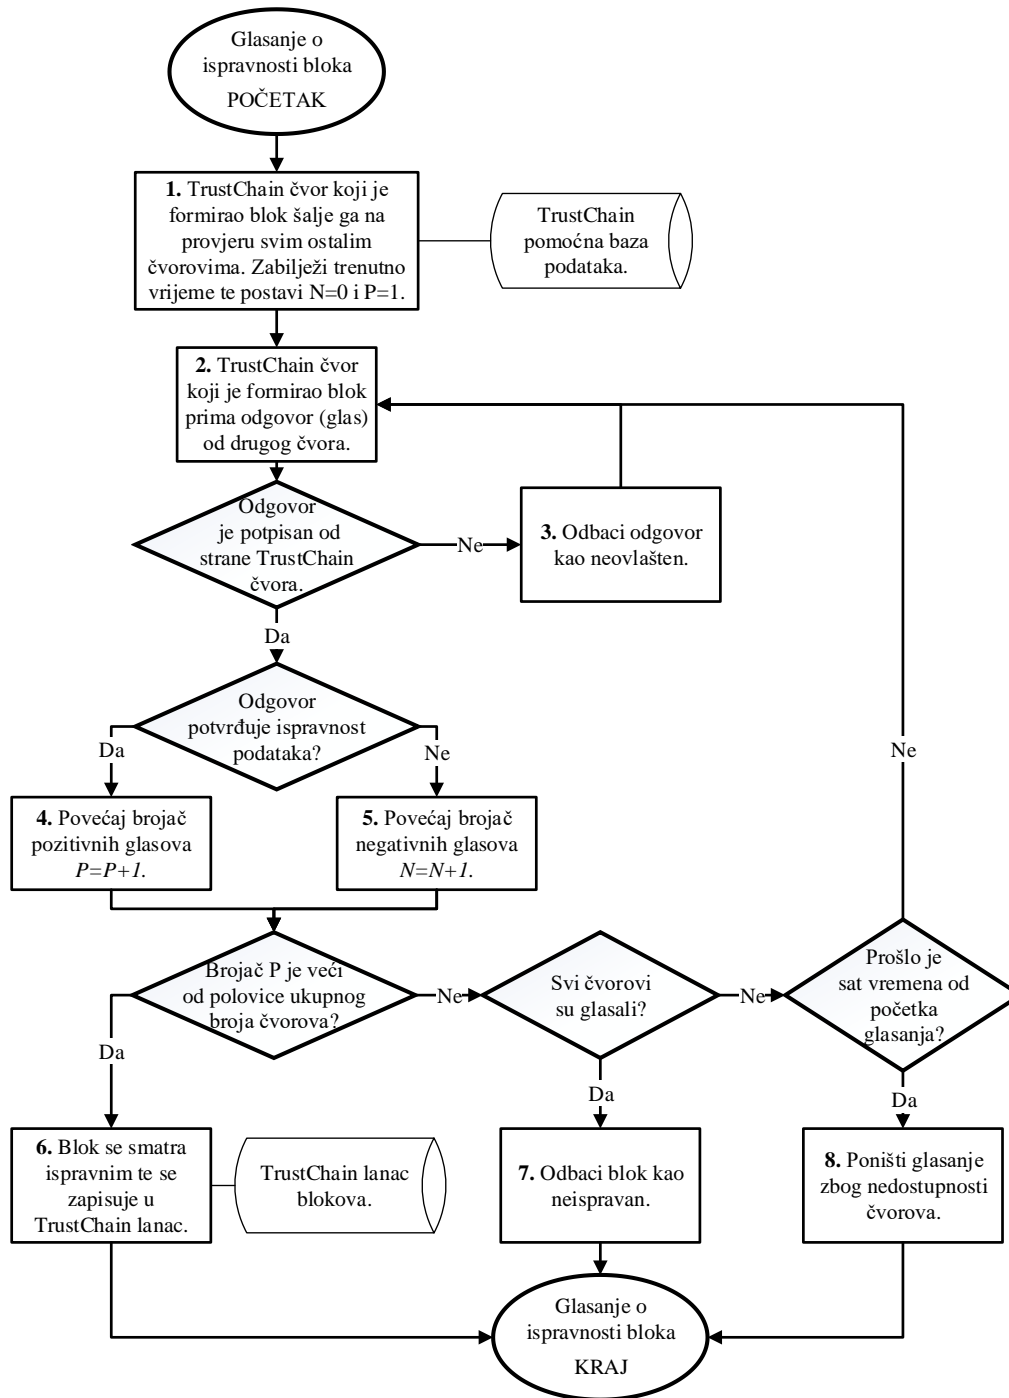 Glasanje o
ispravnosti bloka
POČETAK
1. TrustChain čvor koji je
formirao blok šalje ga na
provjeru svim ostalim
čvorovima. Zabilježi trenutno
vrijeme te postavi N=0 i P=1.
TrustChain
pomoćna baza
podataka.
2. TrustChain čvor
koji je formirao blok
prima odgovor (glas)
od drugog čvora.
Odgovor
je potpisan od
strane TrustChain
čvora.
Ne
3. Odbaci odgovor
kao neovlašten.
Da
Odgovor
potvrđuje ispravnost
podataka?
Da
Ne
Ne
4. Povećaj brojač
pozitivnih glasova
P=P+1.
5. Povećaj brojač
negativnih glasova
N=N+1.
Brojač P je veći
od polovice ukupnog
broja čvorova?
Ne
Svi čvorovi
su glasali?
Ne
Prošlo je
sat vremena od
početka
glasanja?
Da
Da
Da
6. Blok se smatra
ispravnim te se
zapisuje u
TrustChain lanac.
TrustChain lanac
blokova.
7. Odbaci blok kao
neispravan.
8. Poništi glasanje
zbog nedostupnosti
čvorova.
Glasanje o
ispravnosti bloka
KRAJ